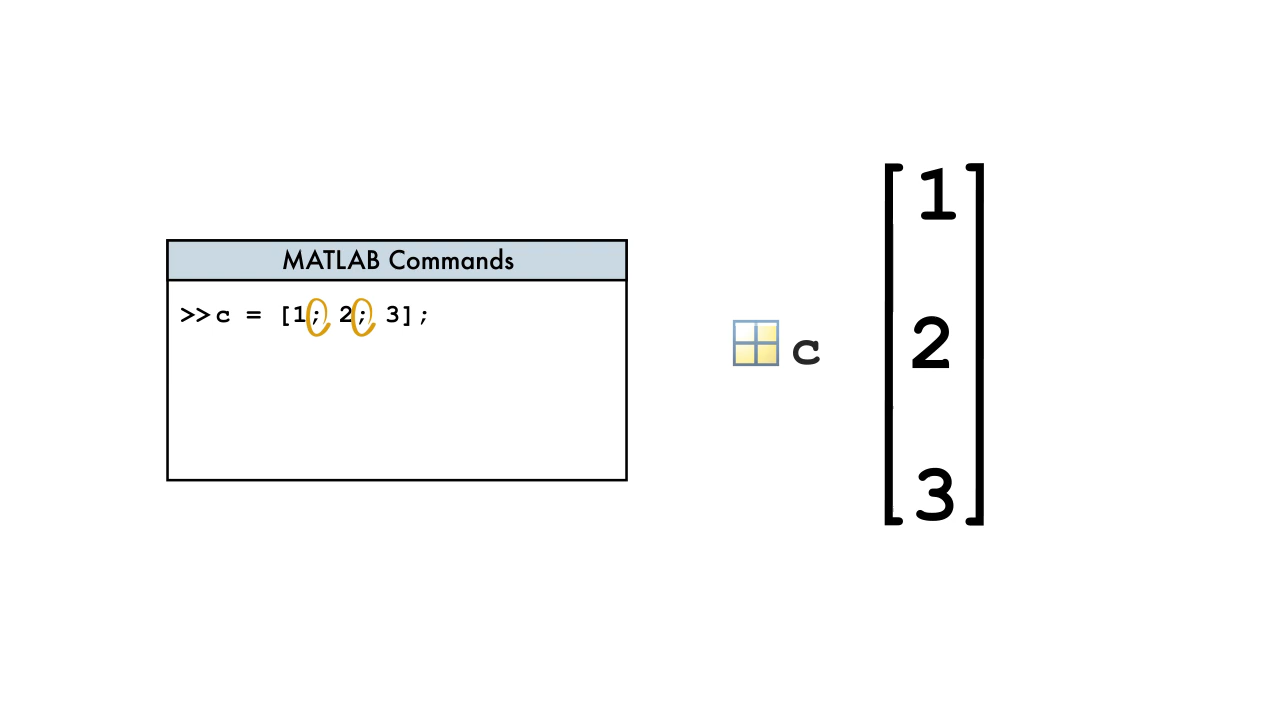 MATLAB Commands
>>c = [1; 2; 3];
c
1
2
3